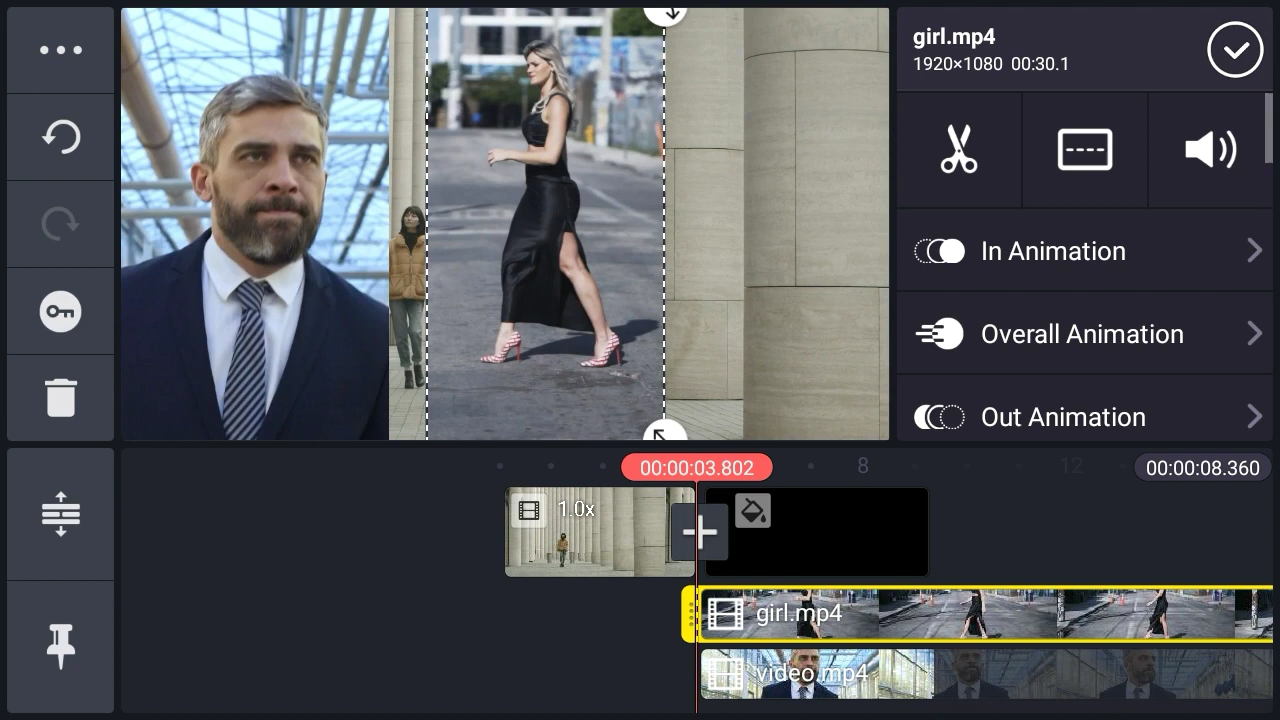 girl.mp4
1920×1080 00:30.1
In Animation
Overall Animation
Out Animation
00:00:03.802
8
12
00:00:08.360
1.0x
girl.mp4
video.mp4